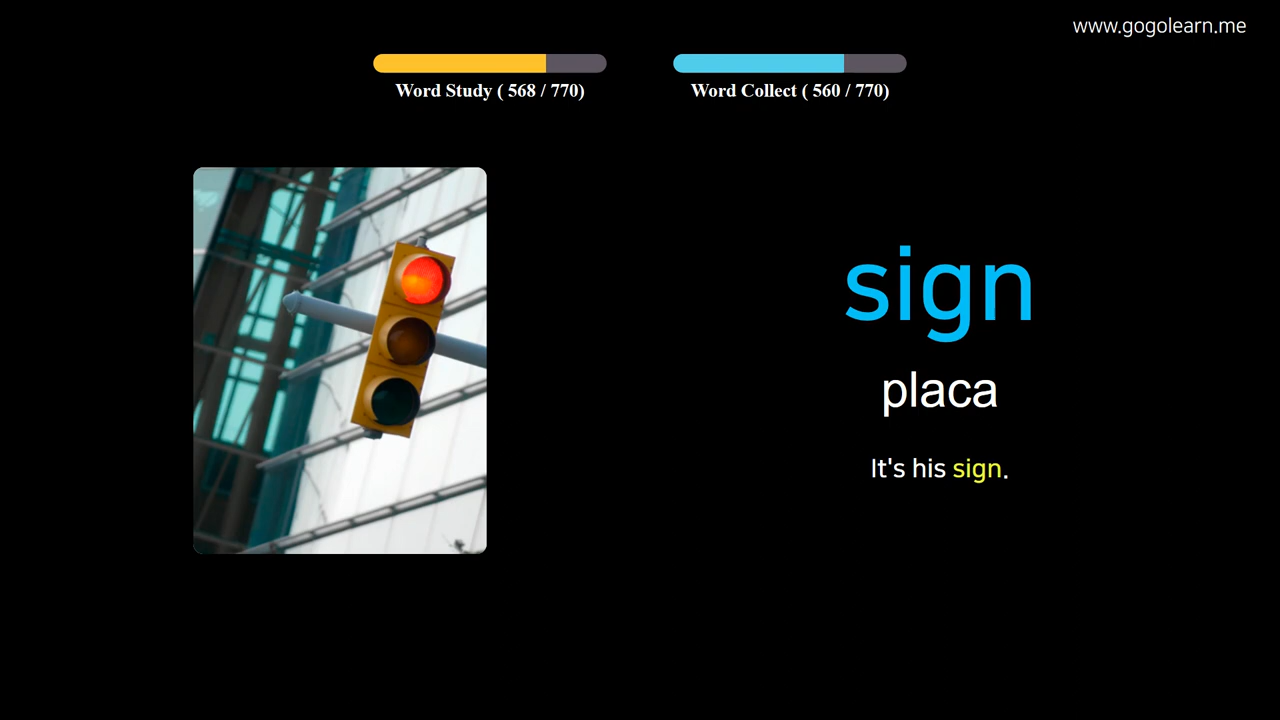 www.gogolearn.me
Word Study ( 568 / 770)
Word Collect ( 560 / 770)
sign
placa
It's his sign.